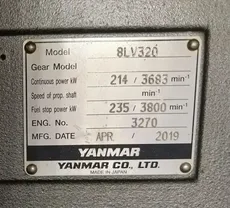 Model 8LV320
Gear Model
Continuous power kW 214 / 3683 min⁻¹
Speed of prop. shaft min⁻¹
Fuel stop power kW 235 / 3800 min⁻¹
ENG. No. 3270
MFG. DATE APR / 2019
YANMAR
YANMAR CO., LTD.
MADE IN JAPAN